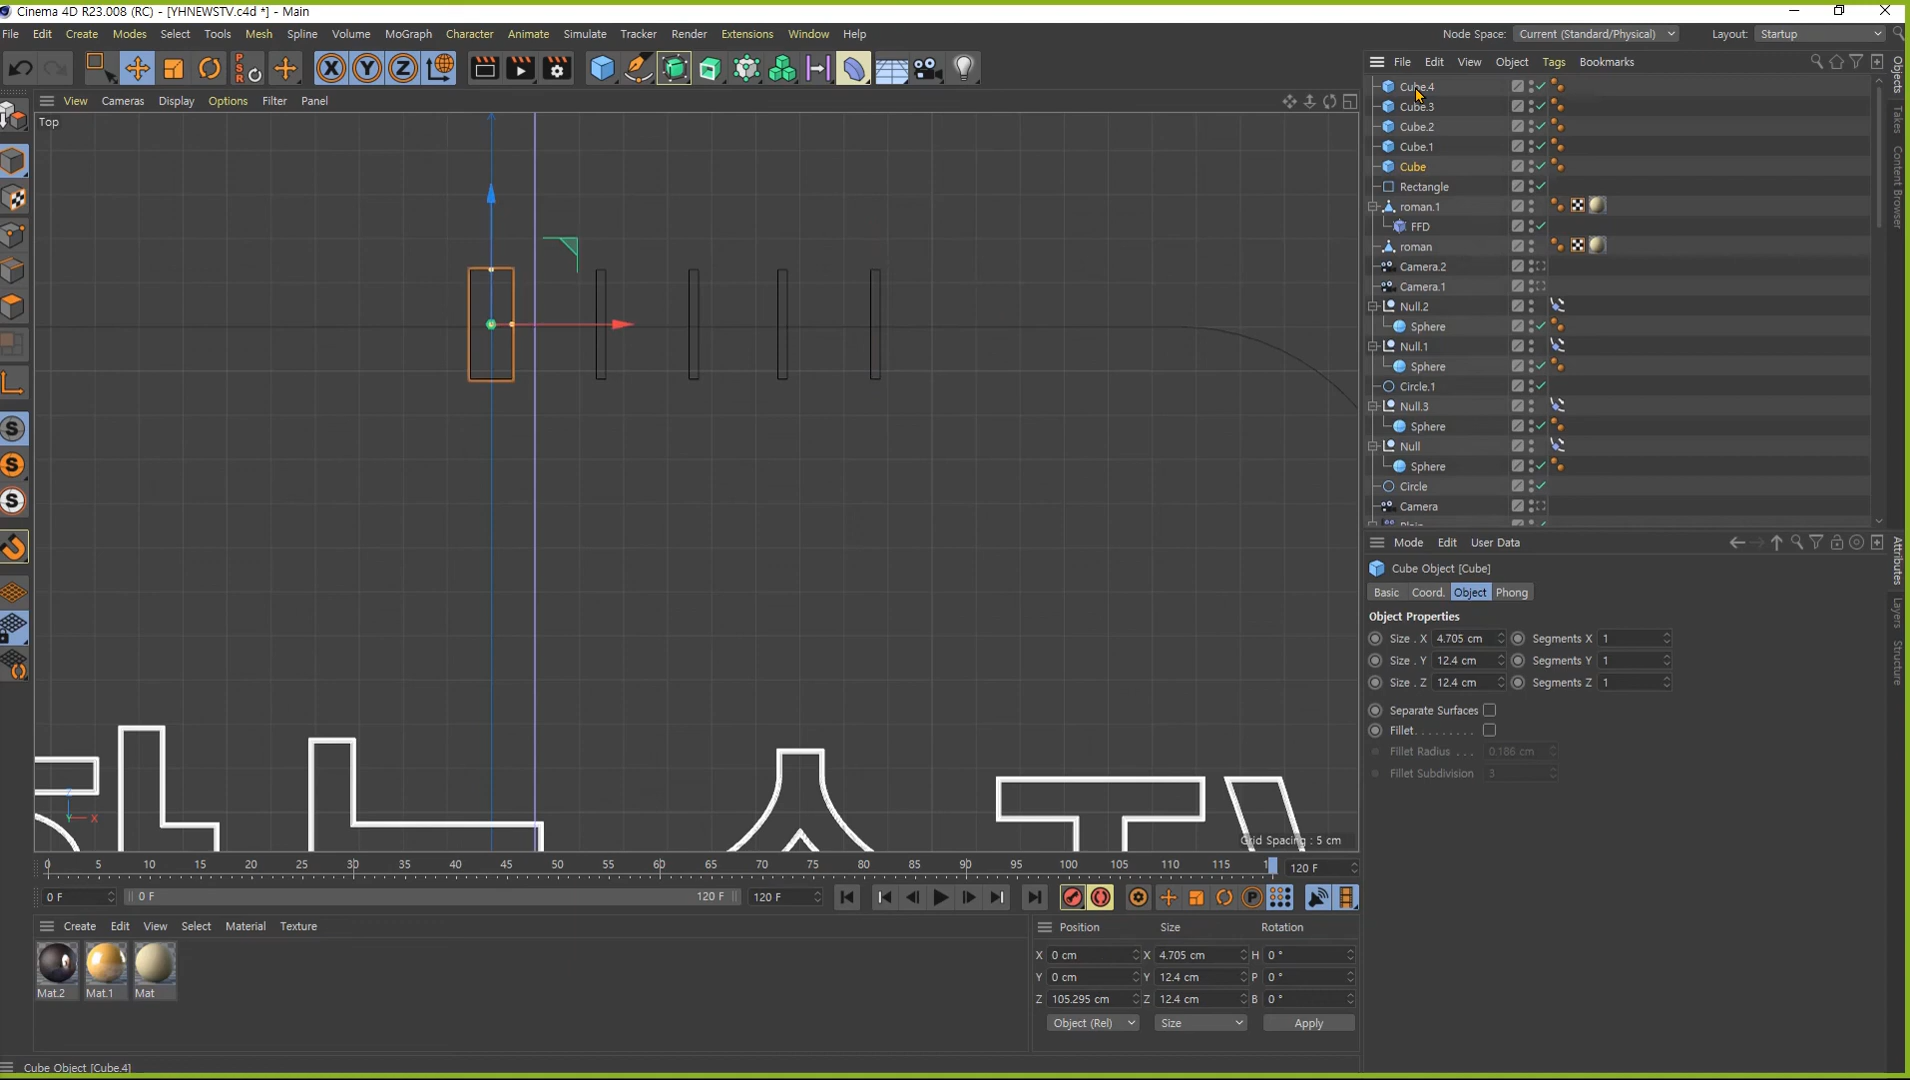 Cinema 4D R23.008 (RC) - [YHNEWSTV.c4d *] - Main
File Edit Create Modes Select Tools Mesh Spline Volume MoGraph Character Animate Simulate Tracker Render Extensions Window Help
Node Space: Current (Standard/Physical) Layout: Startup
X Y Z PSR
File Edit View Object Tags Bookmarks
View Cameras Display Options Filter Panel
Top
Cube.4
Cube.3
Cube.2
Cube.1
Cube
Rectangle
roman.1
FFD
roman
Camera.2
Camera.1
Null.2
Sphere
Null.1
Sphere
Circle.1
Null.3
Sphere
Null
Sphere
Circle
Camera
Objects
Takes
Content Browser
Mode Edit User Data
Cube Object [Cube]
Basic Coord. Object Phong
Object Properties
Size . X 4.705 cm Segments X 1
Size . Y 12.4 cm Segments Y 1
Size . Z 12.4 cm Segments Z 1
Separate Surfaces
Fillet
Fillet Radius 0.186 cm
Fillet Subdivision 3
Attributes
Layers
Structure
X
Grid Spacing : 5 cm
0 5 10 15 20 25 30 35 40 45 50 55 60 65 70 75 80 85 90 95 100 105 110 115 120 F
0 F 0 F 120 F 120 F
Create Edit View Select Material Texture
Mat.2 Mat.1 Mat
Position Size Rotation
X 0 cm X 4.705 cm H 0 °
Y 0 cm Y 12.4 cm P 0 °
Z 105.295 cm Z 12.4 cm B 0 °
Object (Rel) Size Apply
Cube Object [Cube.4]